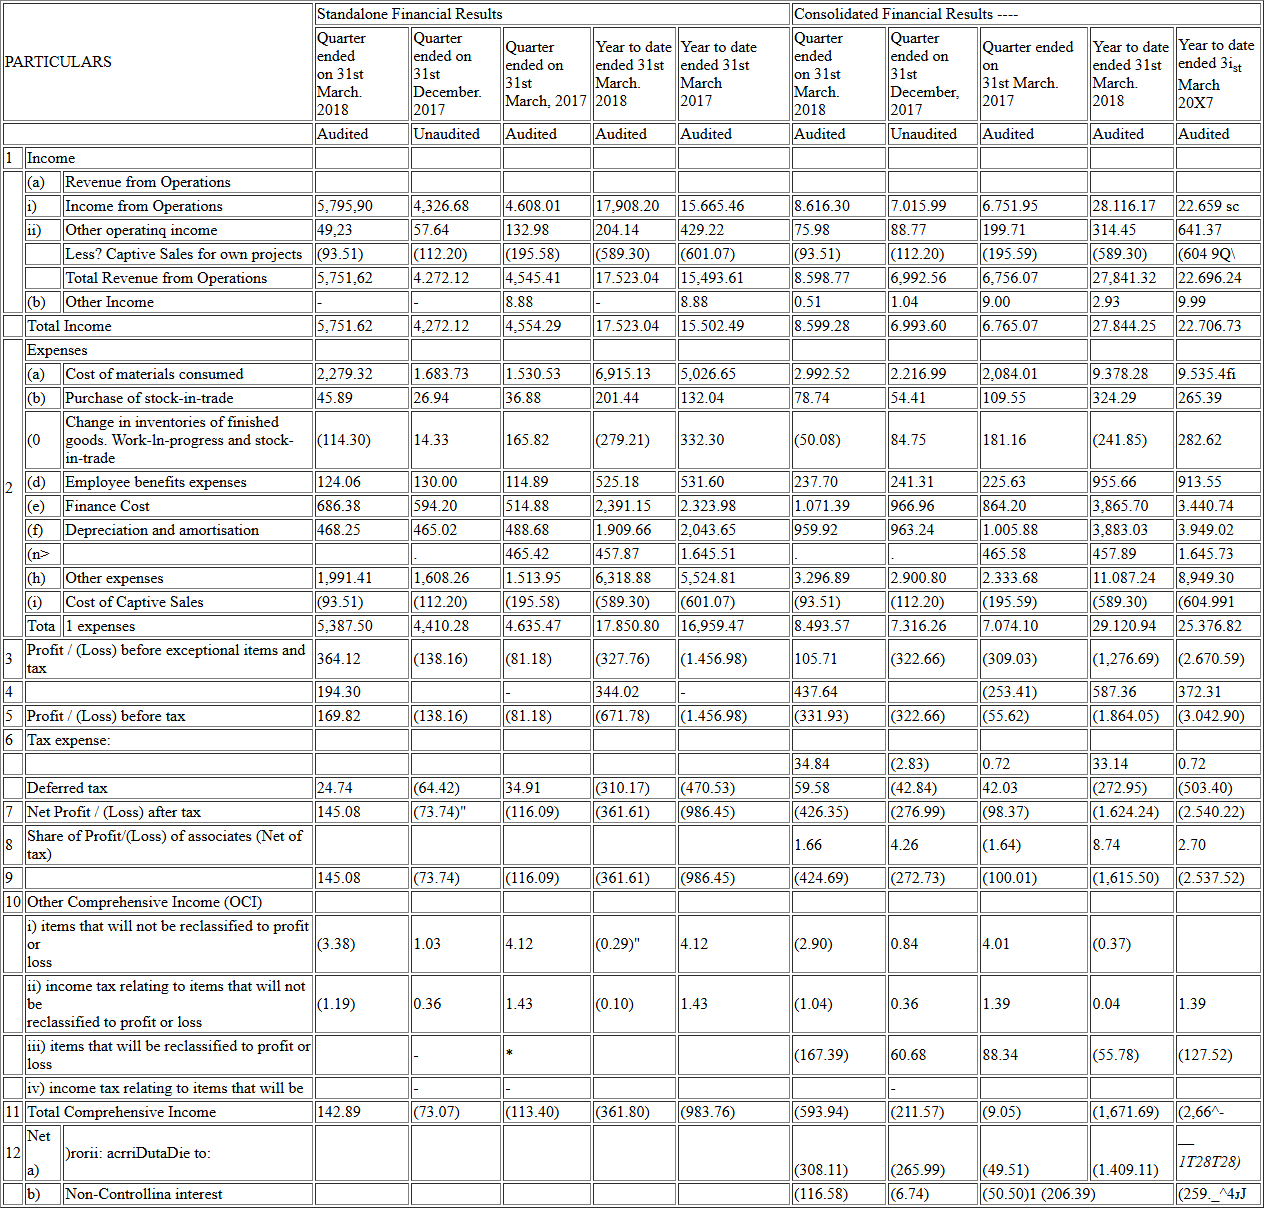 Standalone Financial Results Consolidated Financial Results ----
PARTICULARS
Quarter ended on 31st March. 2018
Quarter ended on 31st December. 2017
Quarter ended on 31st March, 2017
Year to date ended 31st March. 2018
Year to date ended 31st March 2017
Quarter ended on 31st March. 2018
Quarter ended on 31st December, 2017
Quarter ended on 31st March. 2017
Year to date ended 31st March. 2018
Year to date ended 3ist March 20X7
Audited Unaudited Audited Audited Audited Audited Unaudited Audited Audited Audited
1 Income
(a) Revenue from Operations
i) Income from Operations 5,795,90 4,326.68 4.608.01 17,908.20 15.665.46 8.616.30 7.015.99 6.751.95 28.116.17 22.659 sc
ii) Other operatinq income 49,23 57.64 132.98 204.14 429.22 75.98 88.77 199.71 314.45 641.37
Less? Captive Sales for own projects (93.51) (112.20) (195.58) (589.30) (601.07) (93.51) (112.20) (195.59) (589.30) (604 9Q\
Total Revenue from Operations 5,751,62 4.272.12 4,545.41 17.523.04 15,493.61 8.598.77 6,992.56 6,756.07 27,841.32 22.696.24
(b) Other Income - - 8.88 - 8.88 0.51 1.04 9.00 2.93 9.99
Total Income 5,751.62 4,272.12 4,554.29 17.523.04 15.502.49 8.599.28 6.993.60 6.765.07 27.844.25 22.706.73
2 Expenses
(a) Cost of materials consumed 2,279.32 1.683.73 1.530.53 6,915.13 5,026.65 2.992.52 2.216.99 2,084.01 9.378.28 9.535.4fi
(b) Purchase of stock-in-trade 45.89 26.94 36.88 201.44 132.04 78.74 54.41 109.55 324.29 265.39
(0 Change in inventories of finished
goods. Work-ln-progress and stock-
in-trade (114.30) 14.33 165.82 (279.21) 332.30 (50.08) 84.75 181.16 (241.85) 282.62
(d) Employee benefits expenses 124.06 130.00 114.89 525.18 531.60 237.70 241.31 225.63 955.66 913.55
(e) Finance Cost 686.38 594.20 514.88 2,391.15 2.323.98 1.071.39 966.96 864.20 3,865.70 3.440.74
(f) Depreciation and amortisation 468.25 465.02 488.68 1.909.66 2,043.65 959.92 963.24 1.005.88 3,883.03 3.949.02
(n> . 465.42 457.87 1.645.51 . . 465.58 457.89 1.645.73
(h) Other expenses 1,991.41 1,608.26 1.513.95 6,318.88 5,524.81 3.296.89 2.900.80 2.333.68 11.087.24 8,949.30
(i) Cost of Captive Sales (93.51) (112.20) (195.58) (589.30) (601.07) (93.51) (112.20) (195.59) (589.30) (604.991
Tota 1 expenses 5,387.50 4,410.28 4.635.47 17.850.80 16,959.47 8.493.57 7.316.26 7.074.10 29.120.94 25.376.82
3 Profit / (Loss) before exceptional items and
tax 364.12 (138.16) (81.18) (327.76) (1.456.98) 105.71 (322.66) (309.03) (1,276.69) (2.670.59)
4 194.30 - 344.02 - 437.64 (253.41) 587.36 372.31
5 Profit / (Loss) before tax 169.82 (138.16) (81.18) (671.78) (1.456.98) (331.93) (322.66) (55.62) (1.864.05) (3.042.90)
6 Tax expense:
34.84 (2.83) 0.72 33.14 0.72
Deferred tax 24.74 (64.42) 34.91 (310.17) (470.53) 59.58 (42.84) 42.03 (272.95) (503.40)
7 Net Profit / (Loss) after tax 145.08 (73.74)" (116.09) (361.61) (986.45) (426.35) (276.99) (98.37) (1.624.24) (2.540.22)
8 Share of Profit/(Loss) of associates (Net of
tax) 1.66 4.26 (1.64) 8.74 2.70
9 145.08 (73.74) (116.09) (361.61) (986.45) (424.69) (272.73) (100.01) (1,615.50) (2.537.52)
10 Other Comprehensive Income (OCI)
i) items that will not be reclassified to profit
or
loss (3.38) 1.03 4.12 (0.29)" 4.12 (2.90) 0.84 4.01 (0.37)
ii) income tax relating to items that will not
be
reclassified to profit or loss (1.19) 0.36 1.43 (0.10) 1.43 (1.04) 0.36 1.39 0.04 1.39
iii) items that will be reclassified to profit or
loss - * (167.39) 60.68 88.34 (55.78) (127.52)
iv) income tax relating to items that will be - - -
11 Total Comprehensive Income 142.89 (73.07) (113.40) (361.80) (983.76) (593.94) (211.57) (9.05) (1,671.69) (2,66^-
12 Net
a) )rorii: acrriDutaDie to: (308.11) (265.99) (49.51) (1.409.11) — 1T28T28)
b) Non-Controllina interest (116.58) (6.74) (50.50)1 (206.39) (259._^4ɪJ